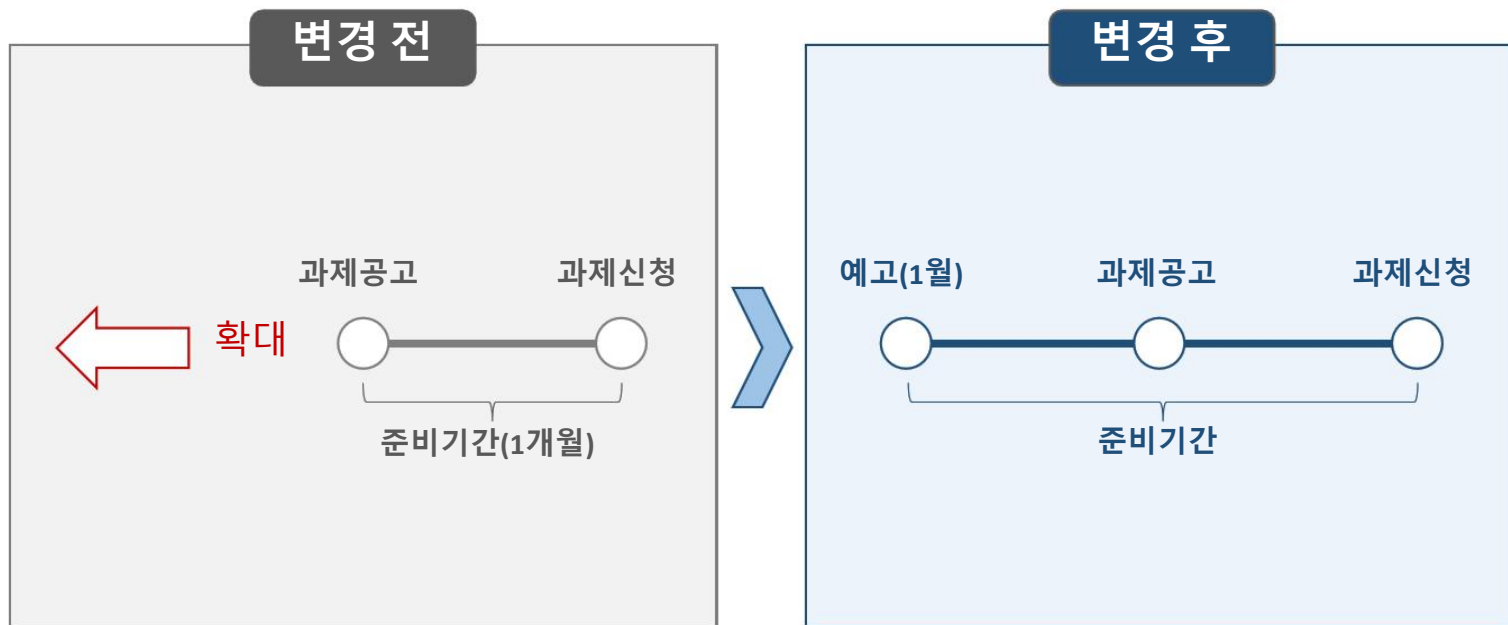 변경 전
과제공고 과제신청
확대
준비기간(1개월)
변경 후
예고(1월) 과제공고 과제신청
준비기간